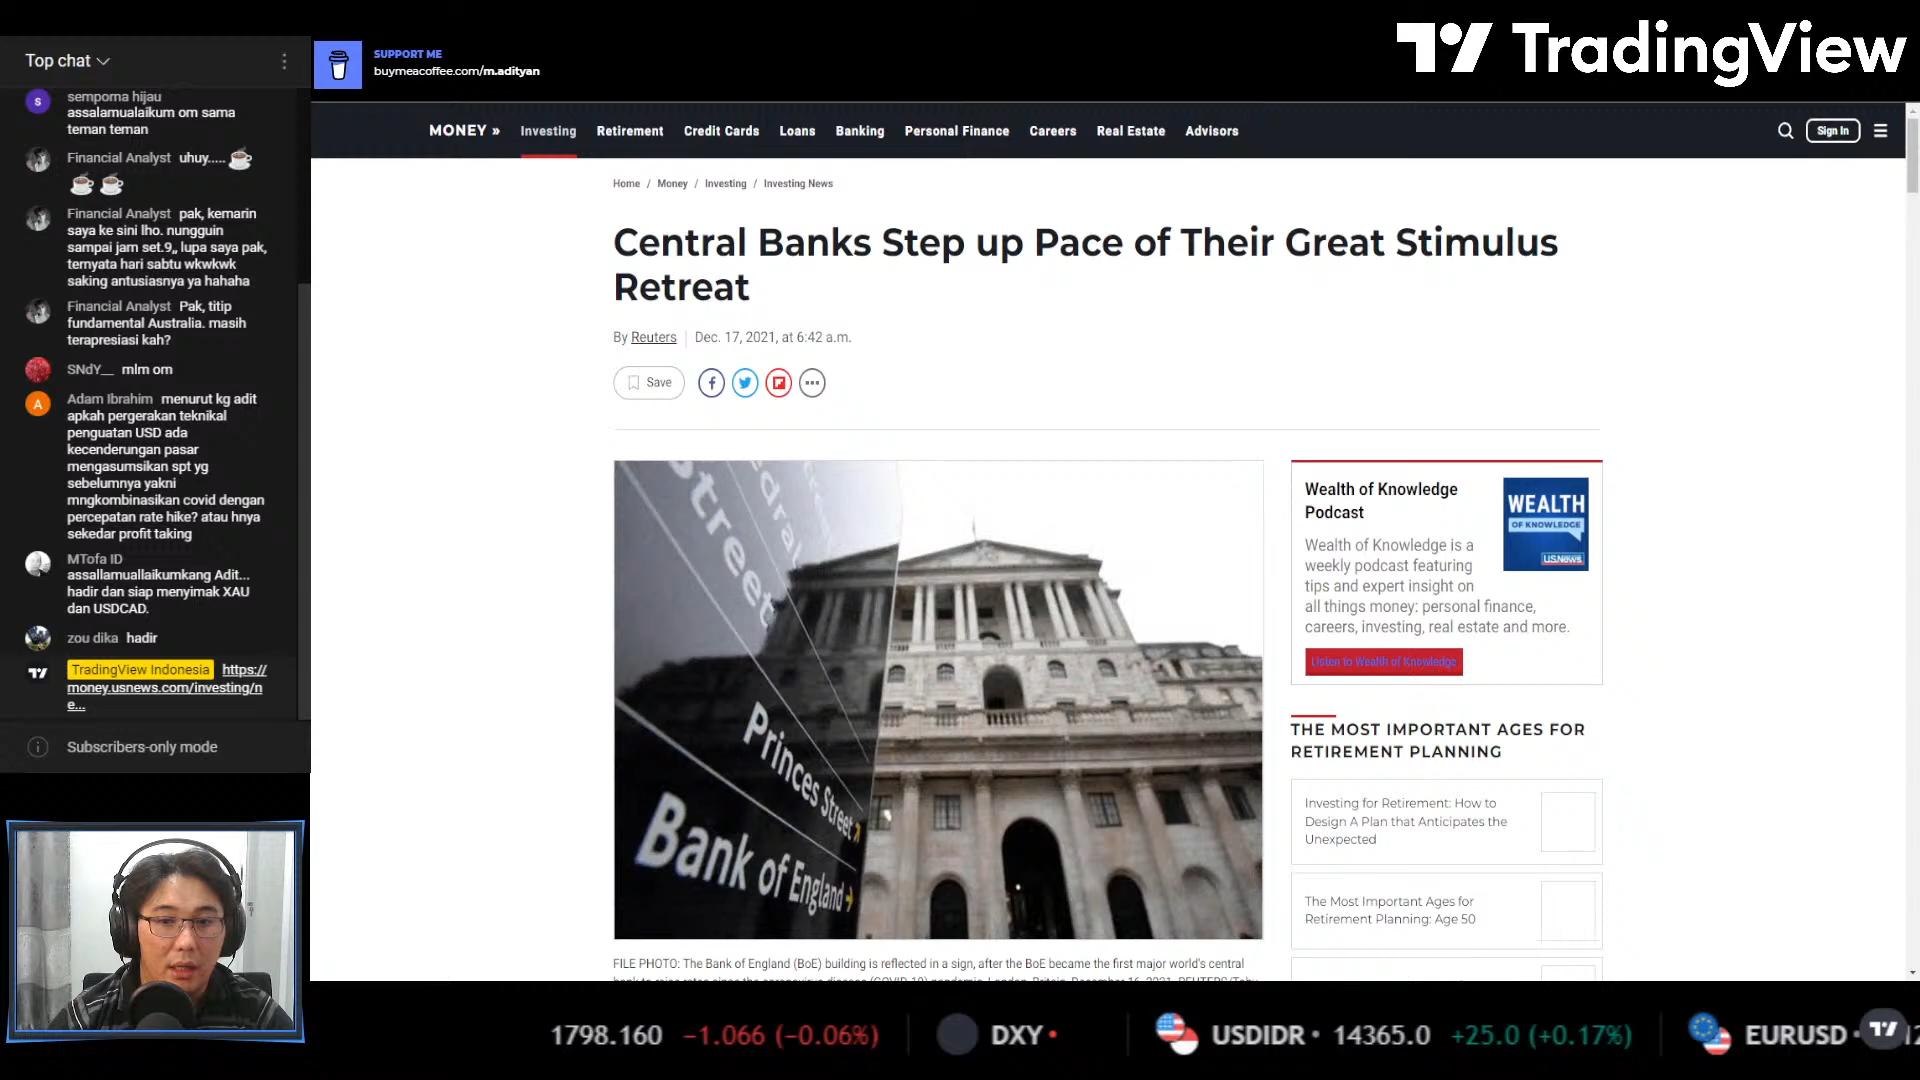 Top chat
semporna hijau
assalamualaikum om sama
teman teman
Financial Analyst uhuy.....
Financial Analyst pak, kemarin
saya ke sini lho. nungguin
sampai jam set.9,, lupa saya pak,
ternyata hari sabtu wkwkwk
saking antusiasnya ya hahaha
Financial Analyst Pak, titip
fundamental Australia. masih
terapresiasi kah?
SNdY__ mlm om
A
Adam Ibrahim menurut kg adit
apkah pergerakan teknikal
penguatan USD ada
kecenderungan pasar
mengasumsikan spt yg
sebelumnya yakni
mngkombinasikan covid dengan
percepatan rate hike? atau hnya
sekedar profit taking
MTofa ID
assallamuallaikumkang Adit...
hadir dan siap menyimak XAU
dan USDCAD.
zou dika hadir
TradingView Indonesia https://
money.usnews.com/investing/n
e...
Subscribers-only mode
SUPPORT ME
buymeacoffee.com/m.adityan
TradingView
MONEY » Investing Retirement Credit Cards Loans Banking Personal Finance Careers Real Estate Advisors Sign In
Home / Money / Investing / Investing News
Central Banks Step up Pace of Their Great Stimulus
Retreat
By Reuters Dec. 17, 2021, at 6:42 a.m.
Save
Street
Princes Street
Bank of England
FILE PHOTO: The Bank of England (BoE) building is reflected in a sign, after the BoE became the first major world's central
Wealth of Knowledge
Podcast
WEALTH
OF KNOWLEDGE
U.S.News
Wealth of Knowledge is a
weekly podcast featuring
tips and expert insight on
all things money: personal finance,
careers, investing, real estate and more.
Listen to Wealth of Knowledge
THE MOST IMPORTANT AGES FOR
RETIREMENT PLANNING
Investing for Retirement: How to
Design A Plan that Anticipates the
Unexpected
The Most Important Ages for
Retirement Planning: Age 50
1798.160 −1.066 (−0.06%) DXY USDIDR 14365.0 +25.0 (+0.17%) EURUSD